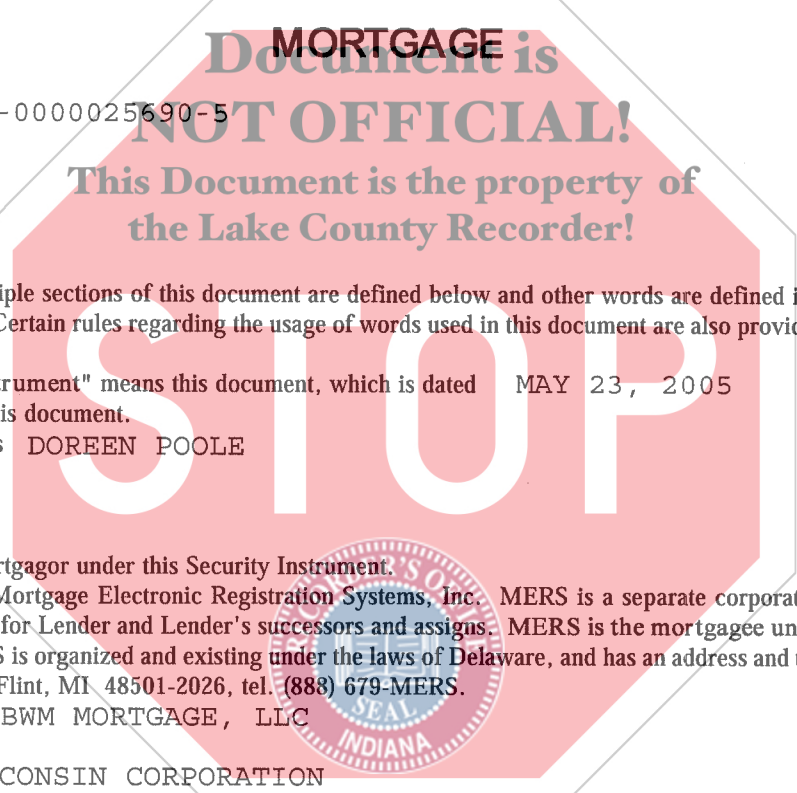 MORTGAGE
Document is
-0000025690-5
NOT OFFICIAL!
This Document is the property of
the Lake County Recorder!
iple sections of this document are defined below and other words are defined i
Certain rules regarding the usage of words used in this document are also provid
STOP
trument" means this document, which is dated MAY 23, 2005
is document.
s DOREEN POOLE
rtgagor under this Security Instrument.
Mortgage Electronic Registration Systems, Inc. MERS is a separate corporat
for Lender and Lender's successors and assigns. MERS is the mortgagee un
S is organized and existing under the laws of Delaware, and has an address and t
Flint, MI 48501-2026, tel. (888) 679-MERS.
BWM MORTGAGE, LLC
CONSIN CORPORATION
RECORDER'S OFFICE
SEAL
INDIANA